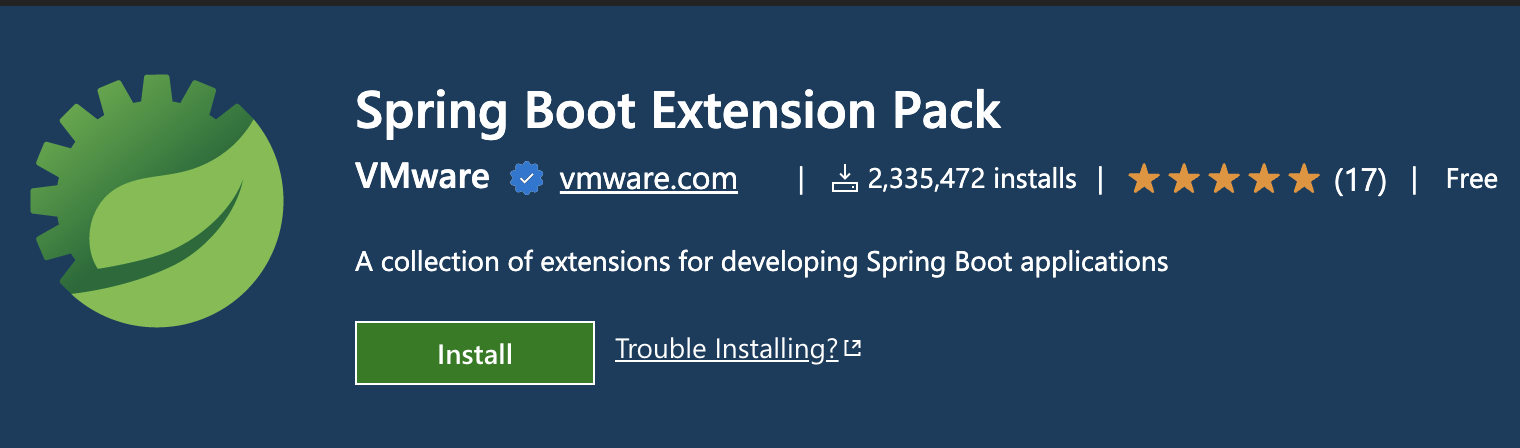 Spring Boot Extension Pack
VMware vmware.com | 2,335,472 installs | (17) | Free
A collection of extensions for developing Spring Boot applications
Install Trouble Installing?